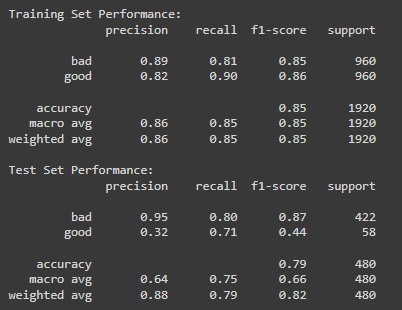 Training Set Performance:
precision recall f1-score support
bad 0.89 0.81 0.85 960
good 0.82 0.90 0.86 960
accuracy 0.85 1920
macro avg 0.86 0.85 0.85 1920
weighted avg 0.86 0.85 0.85 1920
Test Set Performance:
precision recall f1-score support
bad 0.95 0.80 0.87 422
good 0.32 0.71 0.44 58
accuracy 0.79 480
macro avg 0.64 0.75 0.66 480
weighted avg 0.88 0.79 0.82 480